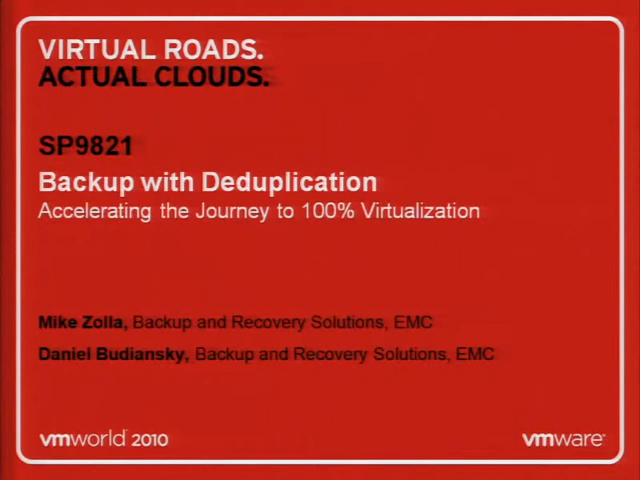 VIRTUAL ROADS.
ACTUAL CLOUDS.
SP9821
Backup with Deduplication
Accelerating the Journey to 100% Virtualization
Mike Zolla, Backup and Recovery Solutions, EMC
Daniel Budiansky, Backup and Recovery Solutions, EMC
vmworld 2010
vmware